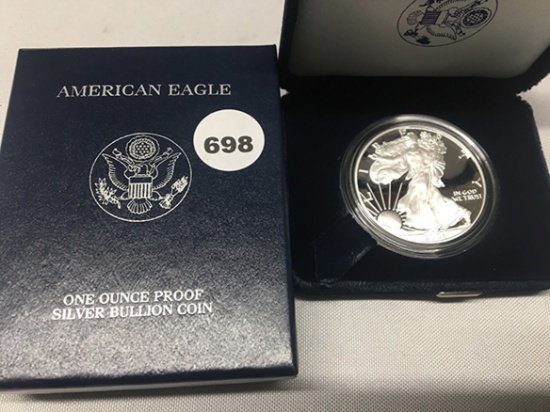 AMERICAN EAGLE
698
ONE OUNCE PROOF
SILVER BULLION COIN
IN GOD
WE TRUST